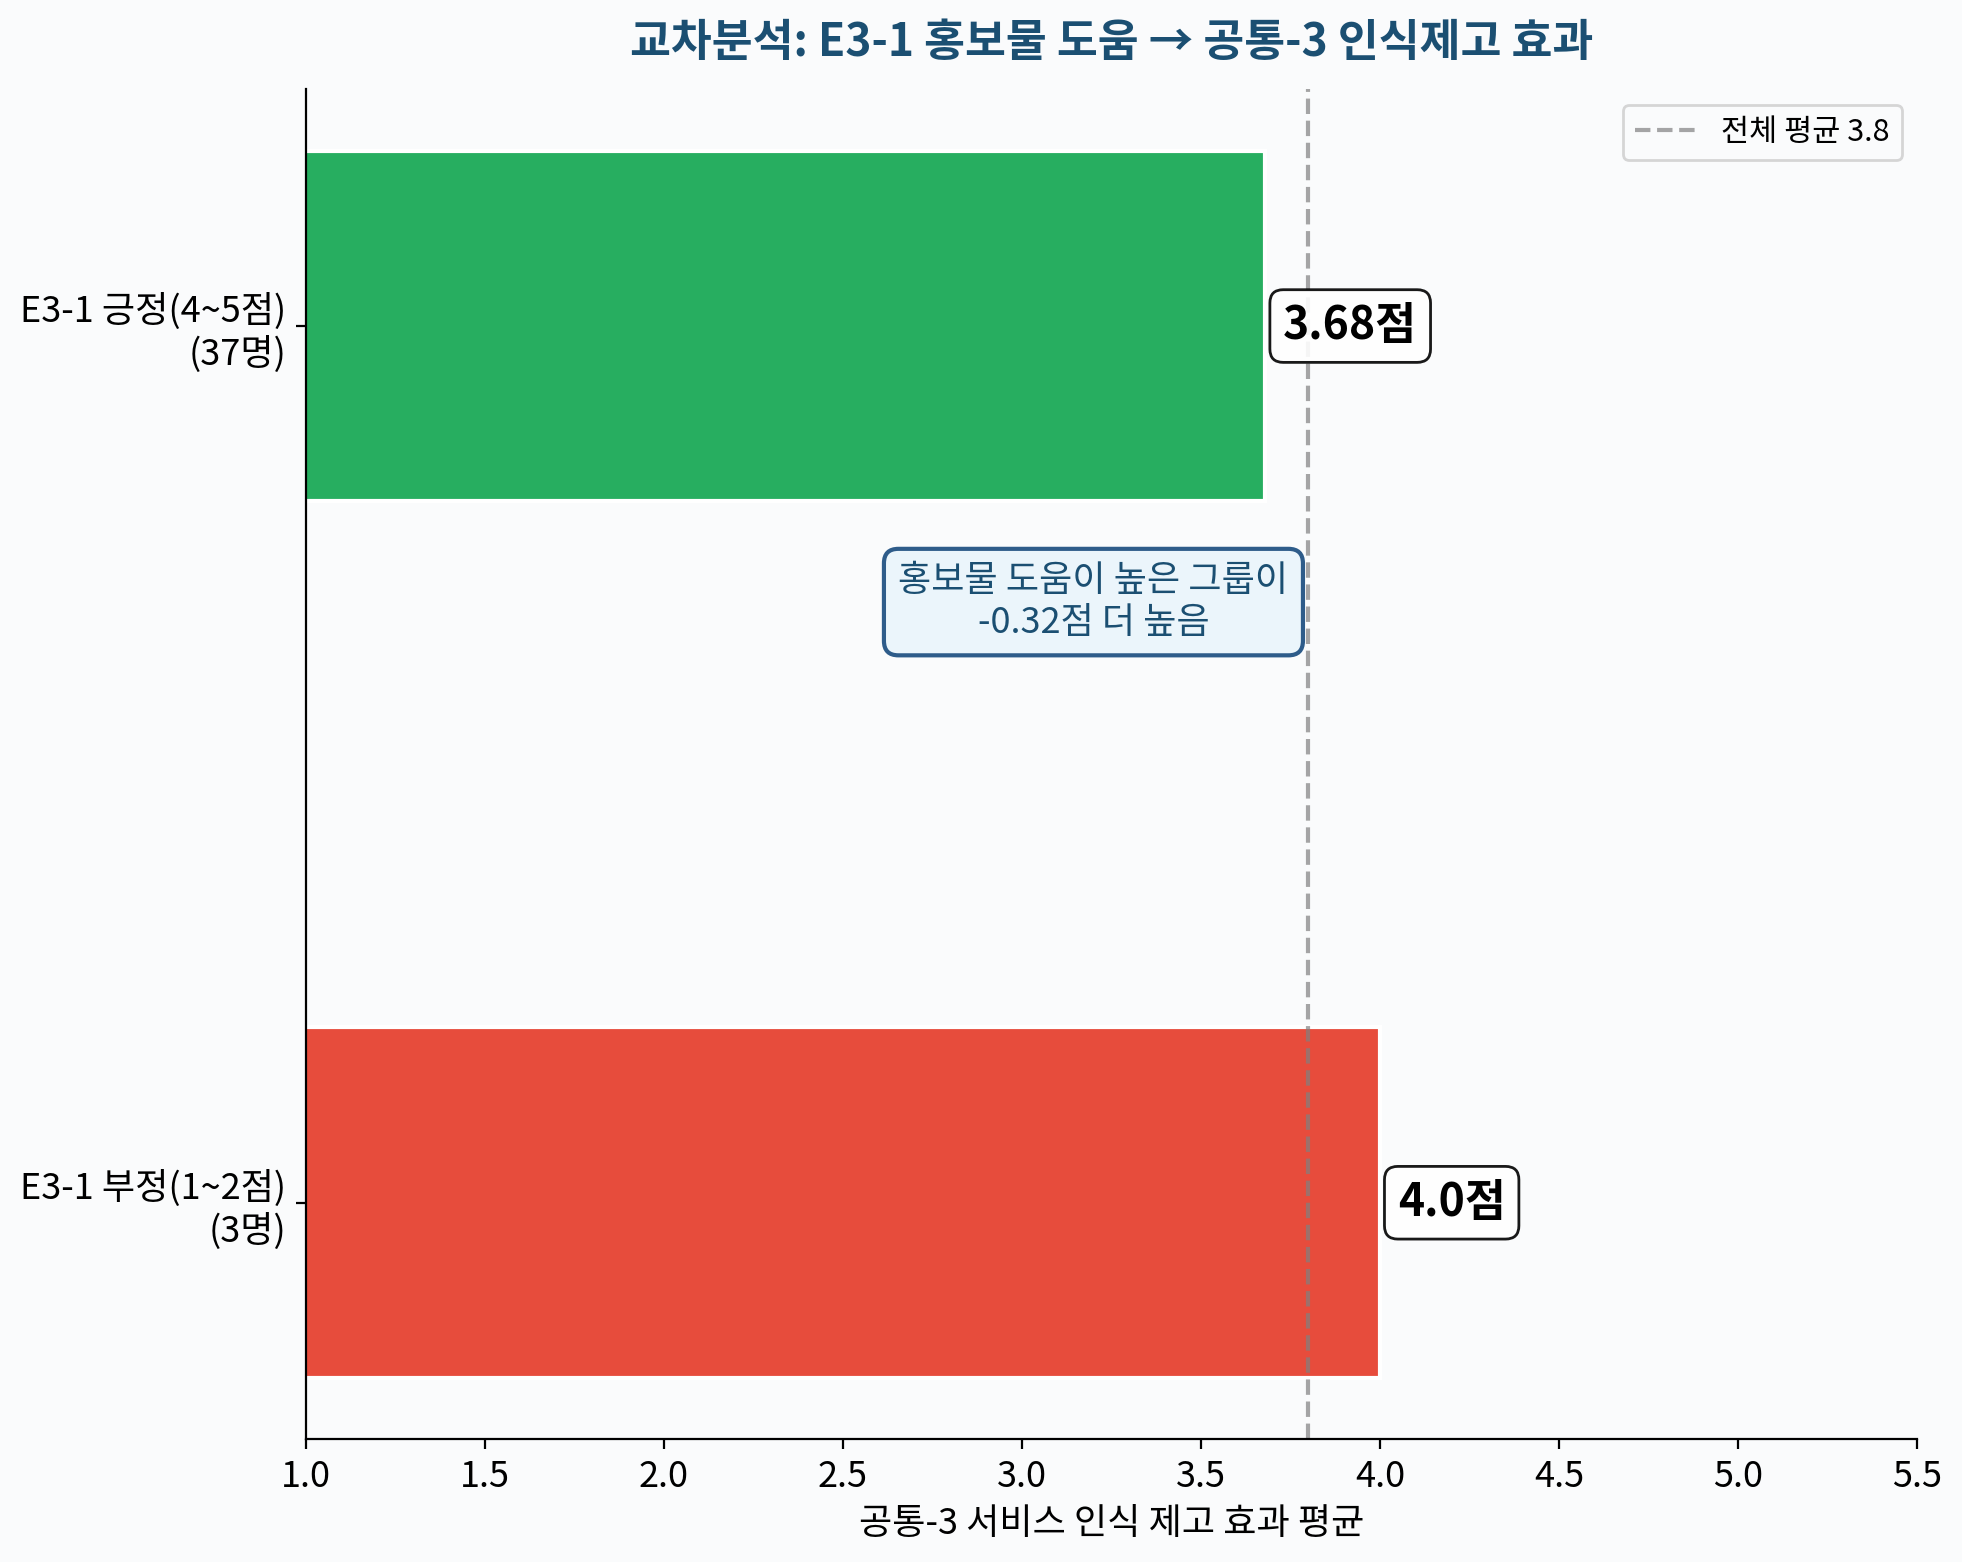 교차분석: E3-1 홍보물 도움 → 공통-3 인식제고 효과
전체 평균 3.8
E3-1 긍정(4~5점)
(37명)
3.68점
홍보물 도움이 높은 그룹이
-0.32점 더 높음
E3-1 부정(1~2점)
(3명)
4.0점
1.0 1.5 2.0 2.5 3.0 3.5 4.0 4.5 5.0 5.5
공통-3 서비스 인식 제고 효과 평균